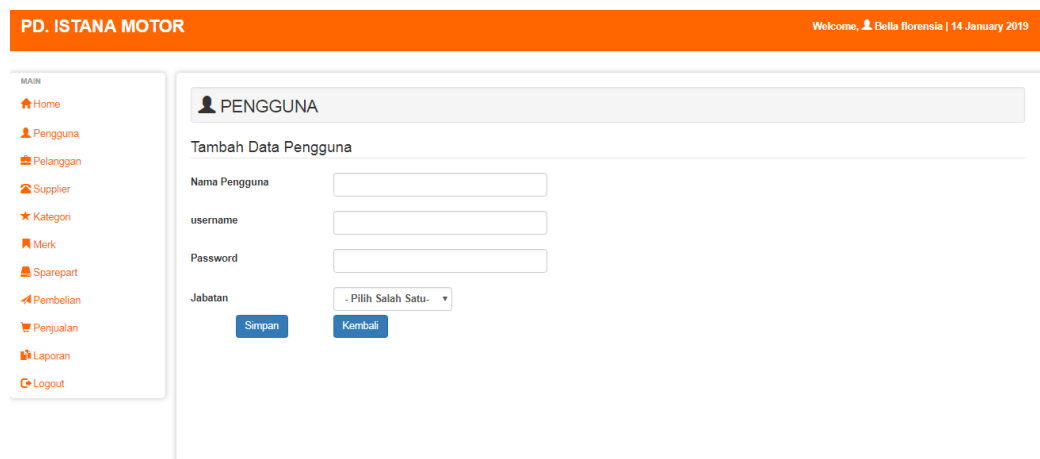 PD. ISTANA MOTOR
Welcome, Bella florensia | 14 January 2019
MAIN
Home
Pengguna
Pelanggan
Supplier
Kategori
Merk
Sparepart
Pembelian
Penjualan
Laporan
Logout
PENGGUNA
Tambah Data Pengguna
Nama Pengguna
username
Password
Jabatan - Pilih Salah Satu-
Simpan Kembali